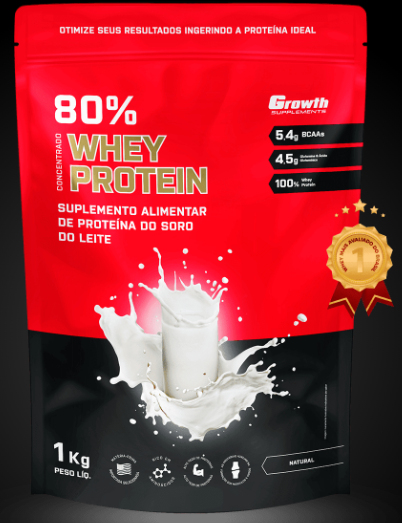 OTIMIZE SEUS RESULTADOS INGERINDO A PROTEÍNA IDEAL
80%
CONCENTRADO
WHEY
PROTEIN
SUPLEMENTO ALIMENTAR
DE PROTEÍNA DO SORO
DO LEITE
Growth
SUPPLEMENTS
5,4g BCAAs
4,5g
100% Whey
Protein
1
1Kg
PESO LÍQ.
NATURAL